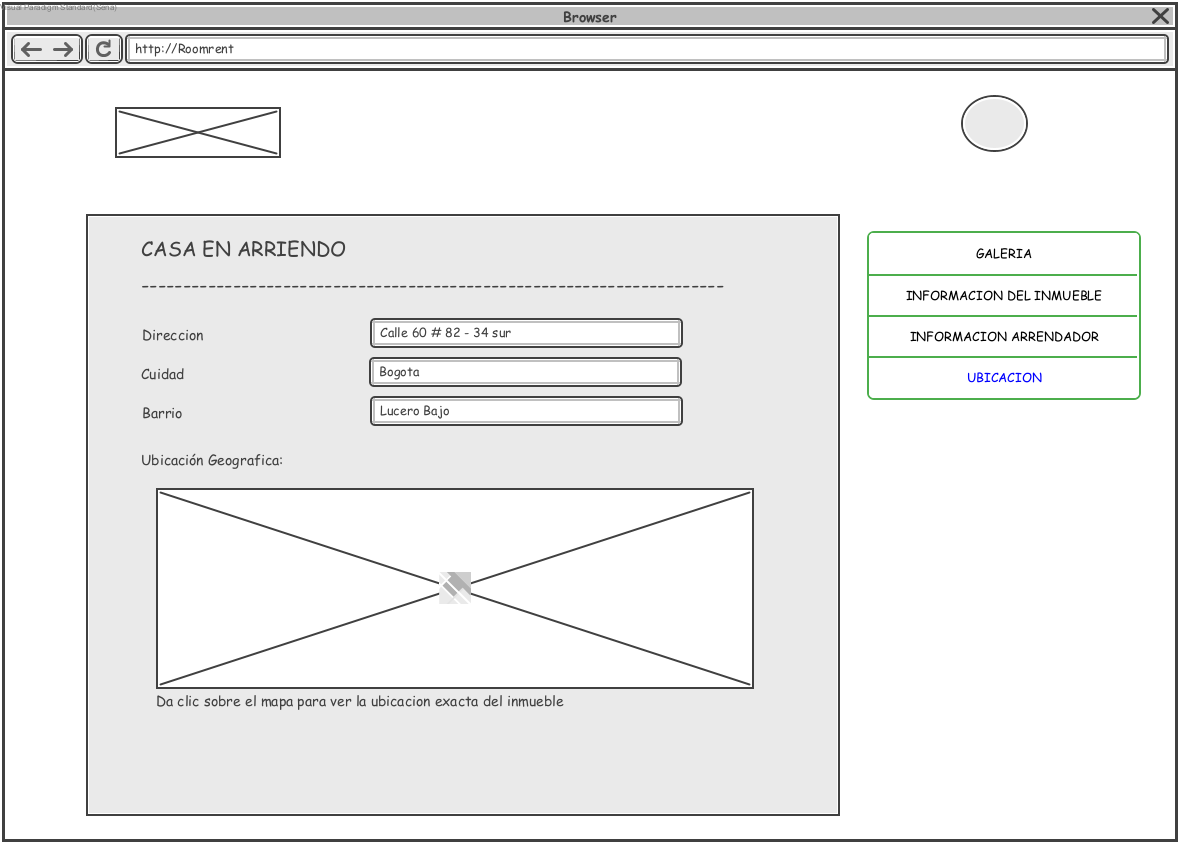 Visual Paradigm Standard(Seria)
Browser
http://Roomrent
CASA EN ARRIENDO
Direccion
Calle 60 # 82 - 34 sur
Cuidad
Bogota
Barrio
Lucero Bajo
Ubicación Geografica:
Da clic sobre el mapa para ver la ubicacion exacta del inmueble
GALERIA
INFORMACION DEL INMUEBLE
INFORMACION ARRENDADOR
UBICACION